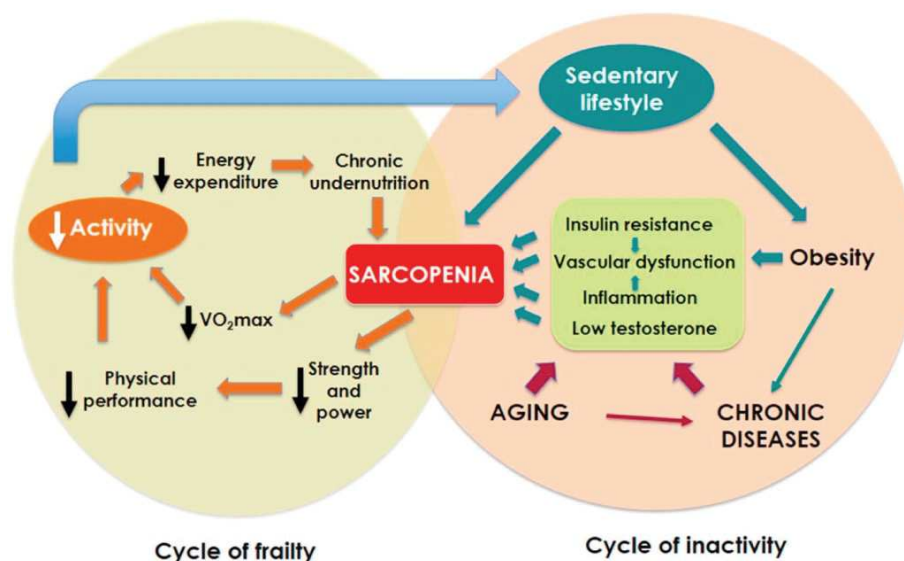 Sedentary
lifestyle
Energy
expenditure
Chronic
undernutrition
Activity
SARCOPENIA
VO₂max
Strength
and
power
Physical
performance
Insulin resistance
Vascular dysfunction
Inflammation
Low testosterone
Obesity
AGING
CHRONIC
DISEASES
Cycle of frailty
Cycle of inactivity